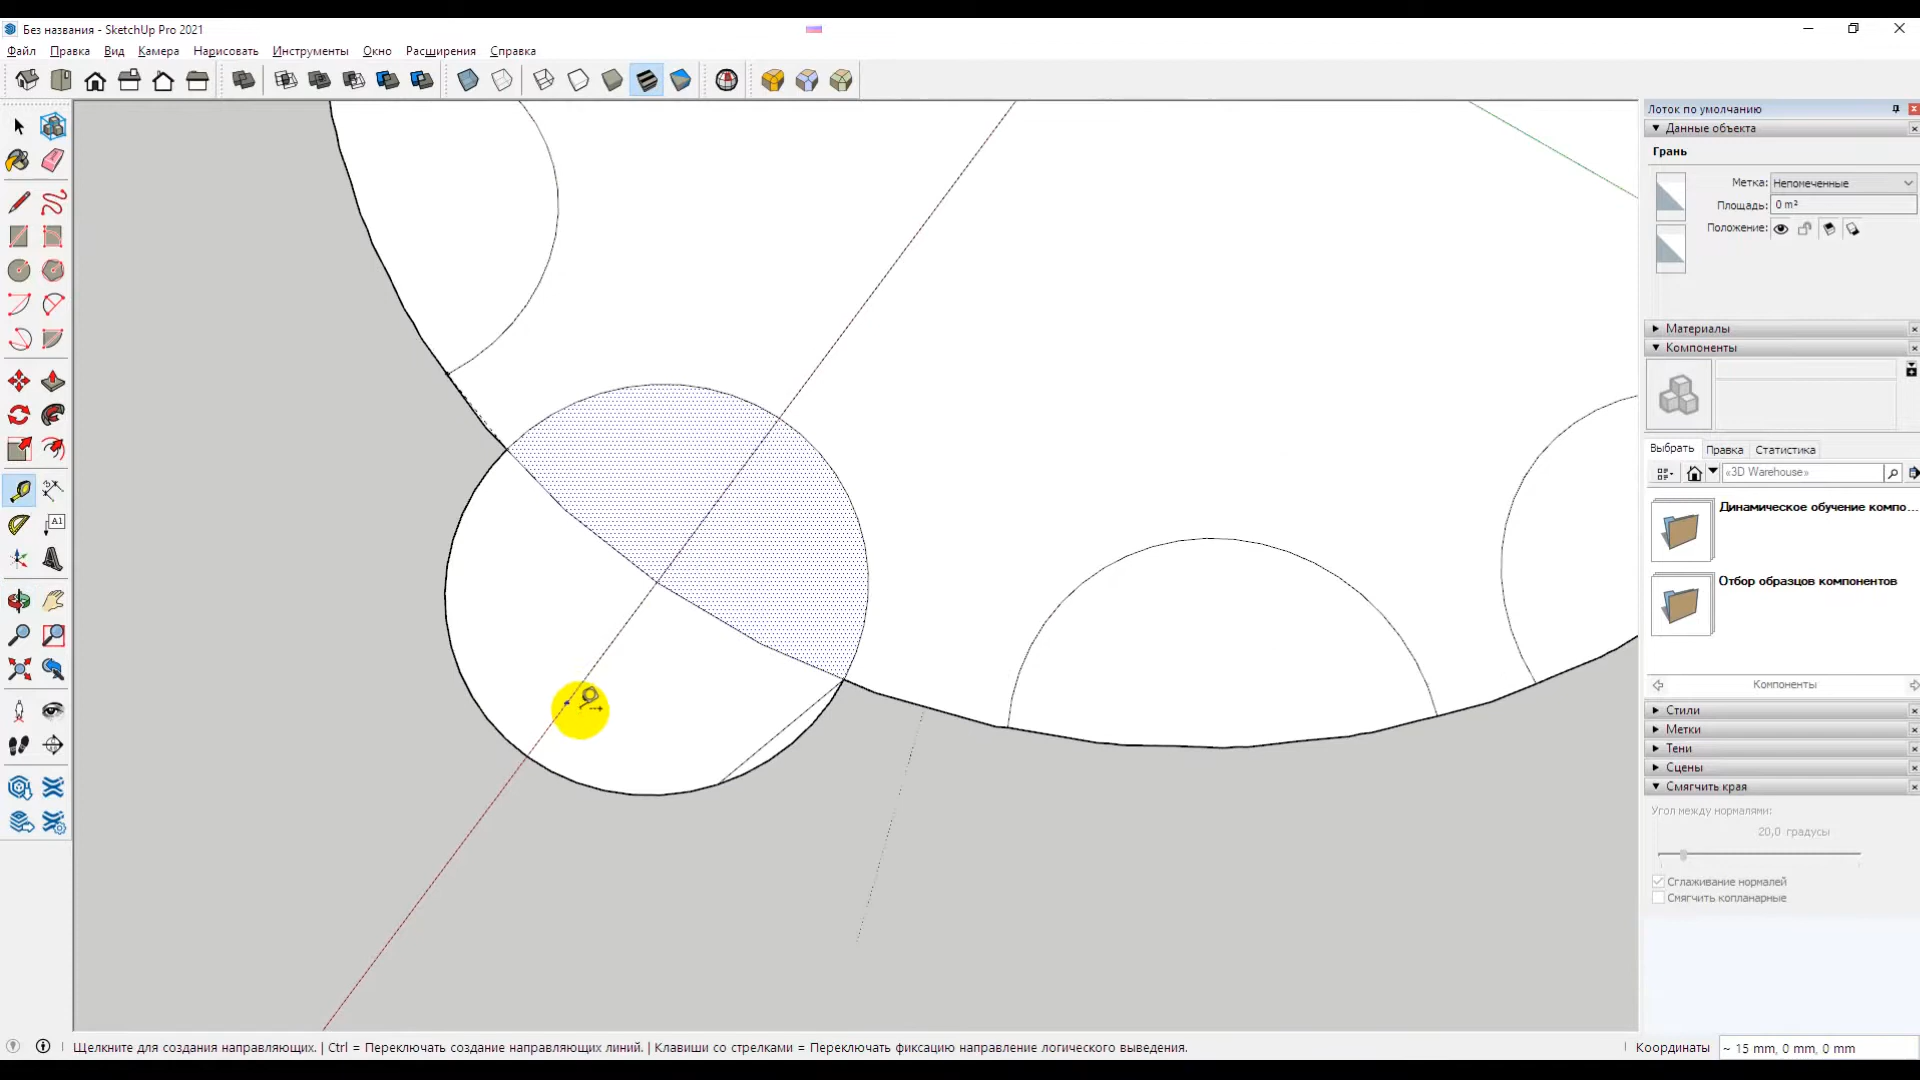 Без названия - SketchUp Pro 2021
Файл Правка Вид Камера Нарисовать Инструменты Окно Расширения Справка
Лоток по умолчанию
Данные объекта
Грань
Метка: Непомеченные
Площадь: 0 m²
Положение:
Материалы
Компоненты
Выбрать Правка Статистика
«3D Warehouse»
Динамическое обучение компо...
Отбор образцов компонентов
Компоненты
Стили
Метки
Тени
Сцены
Смягчить края
Угол между нормалями:
20,0 градусы
Сглаживание нормалей
Смягчить копланарные
A1
Щелкните для создания направляющих. | Ctrl = Переключать создание направляющих линий. | Клавиши со стрелками = Переключать фиксацию направление логического выведения.
Координаты ~ 15 mm, 0 mm, 0 mm